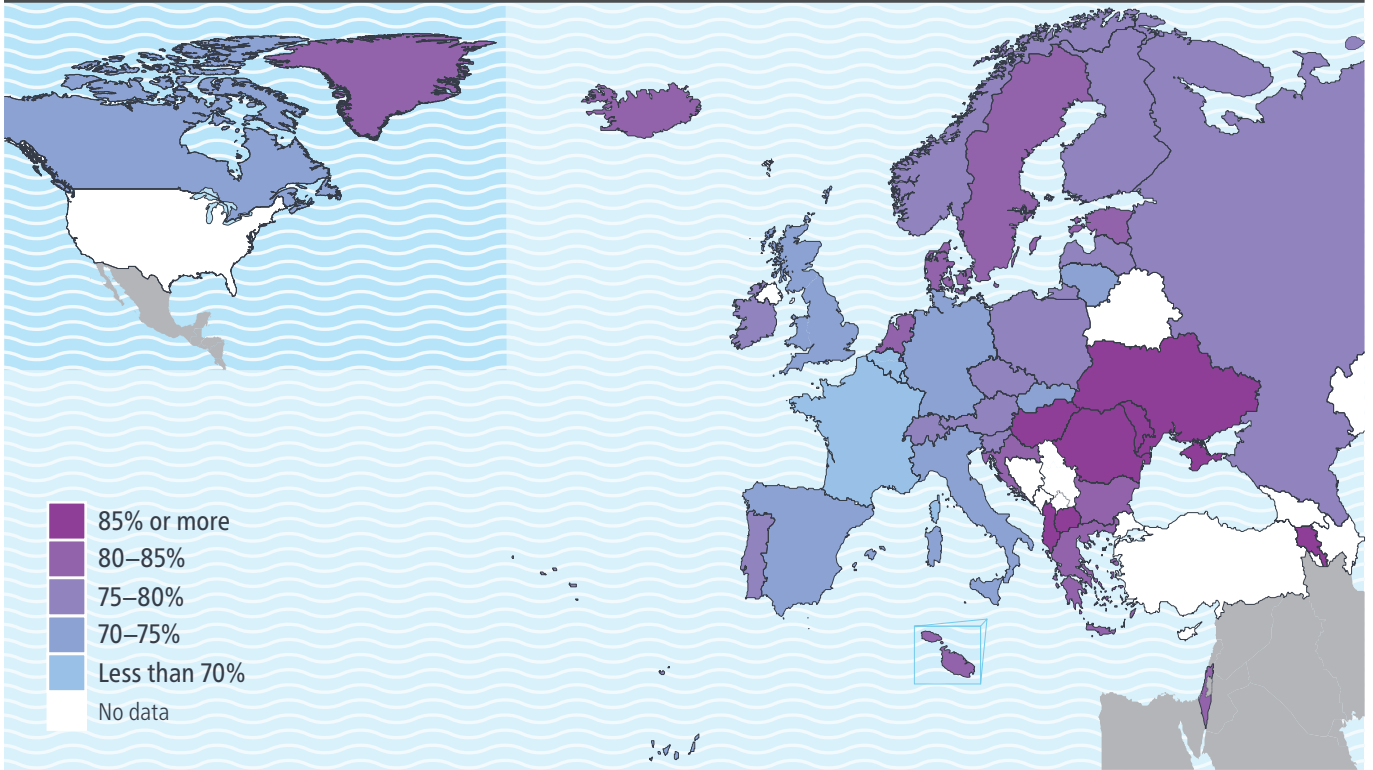 85% or more
80–85%
75–80%
70–75%
Less than 70%
No data